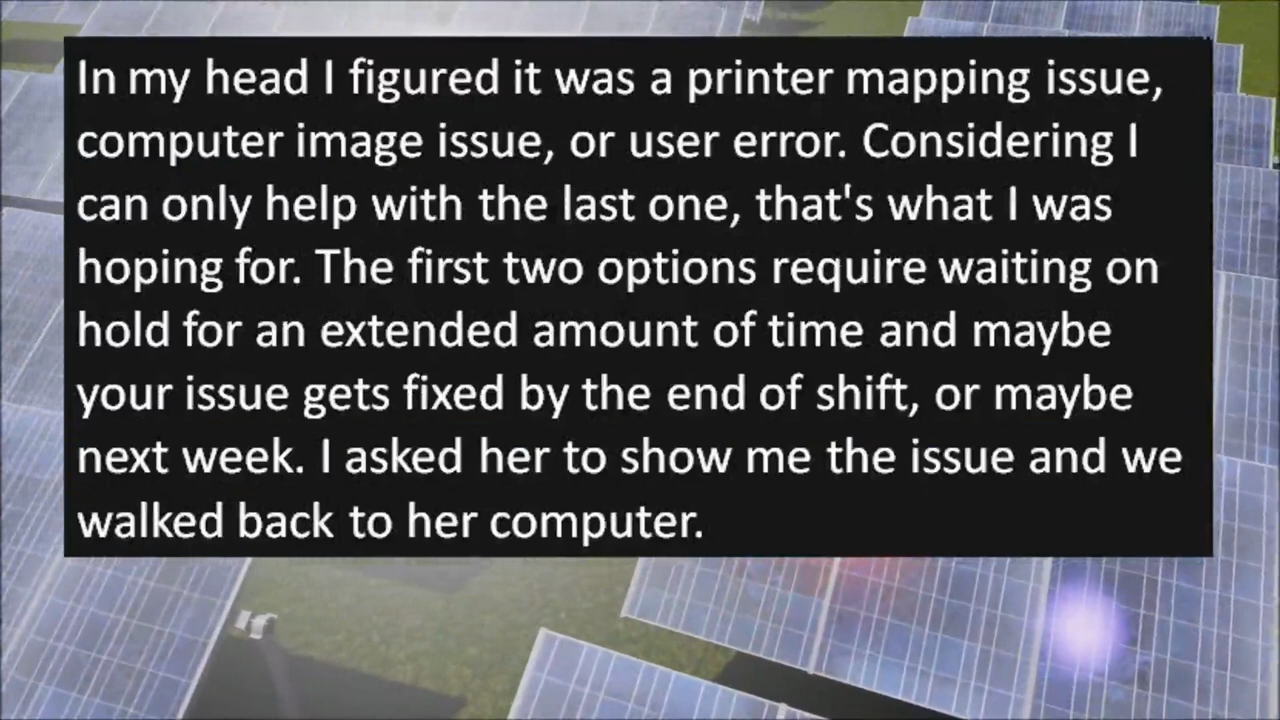 In my head I figured it was a printer mapping issue,
computer image issue, or user error. Considering I
can only help with the last one, that's what I was
hoping for. The first two options require waiting on
hold for an extended amount of time and maybe
your issue gets fixed by the end of shift, or maybe
next week. I asked her to show me the issue and we
walked back to her computer.